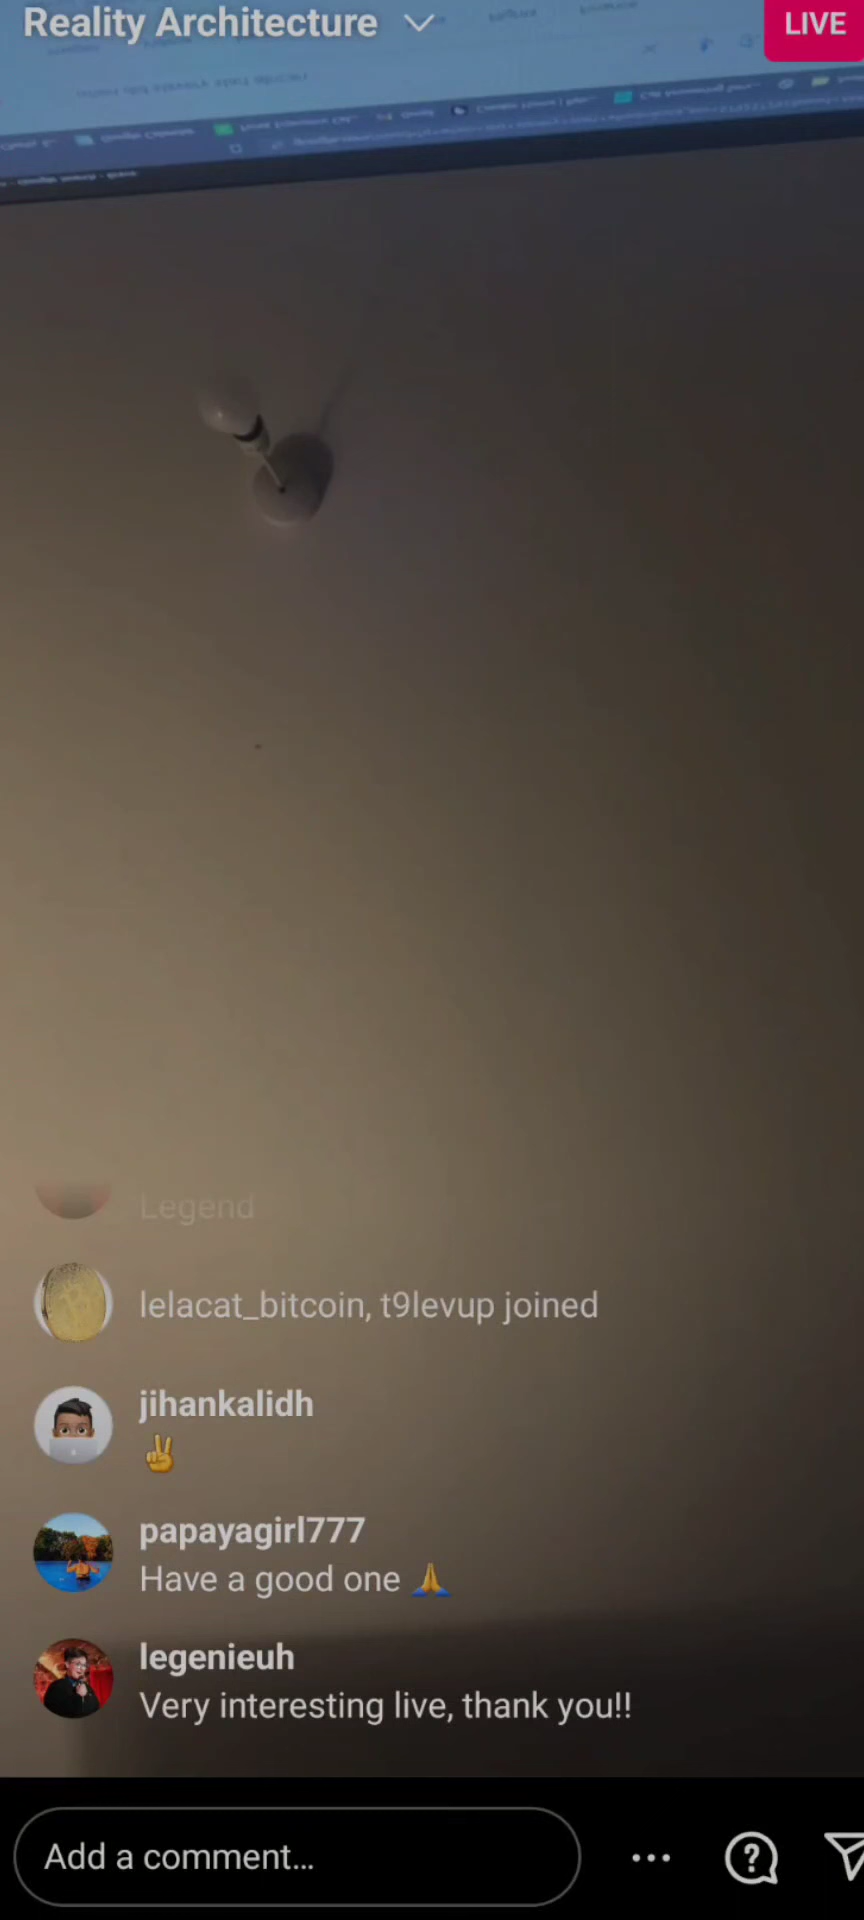 Reality Architecture
LIVE
Legend
lelacat_bitcoin, t9levup joined
jihankalidh
✌️
papayagirl777
Have a good one 🙏
legenieuh
Very interesting live, thank you!!
Add a comment...